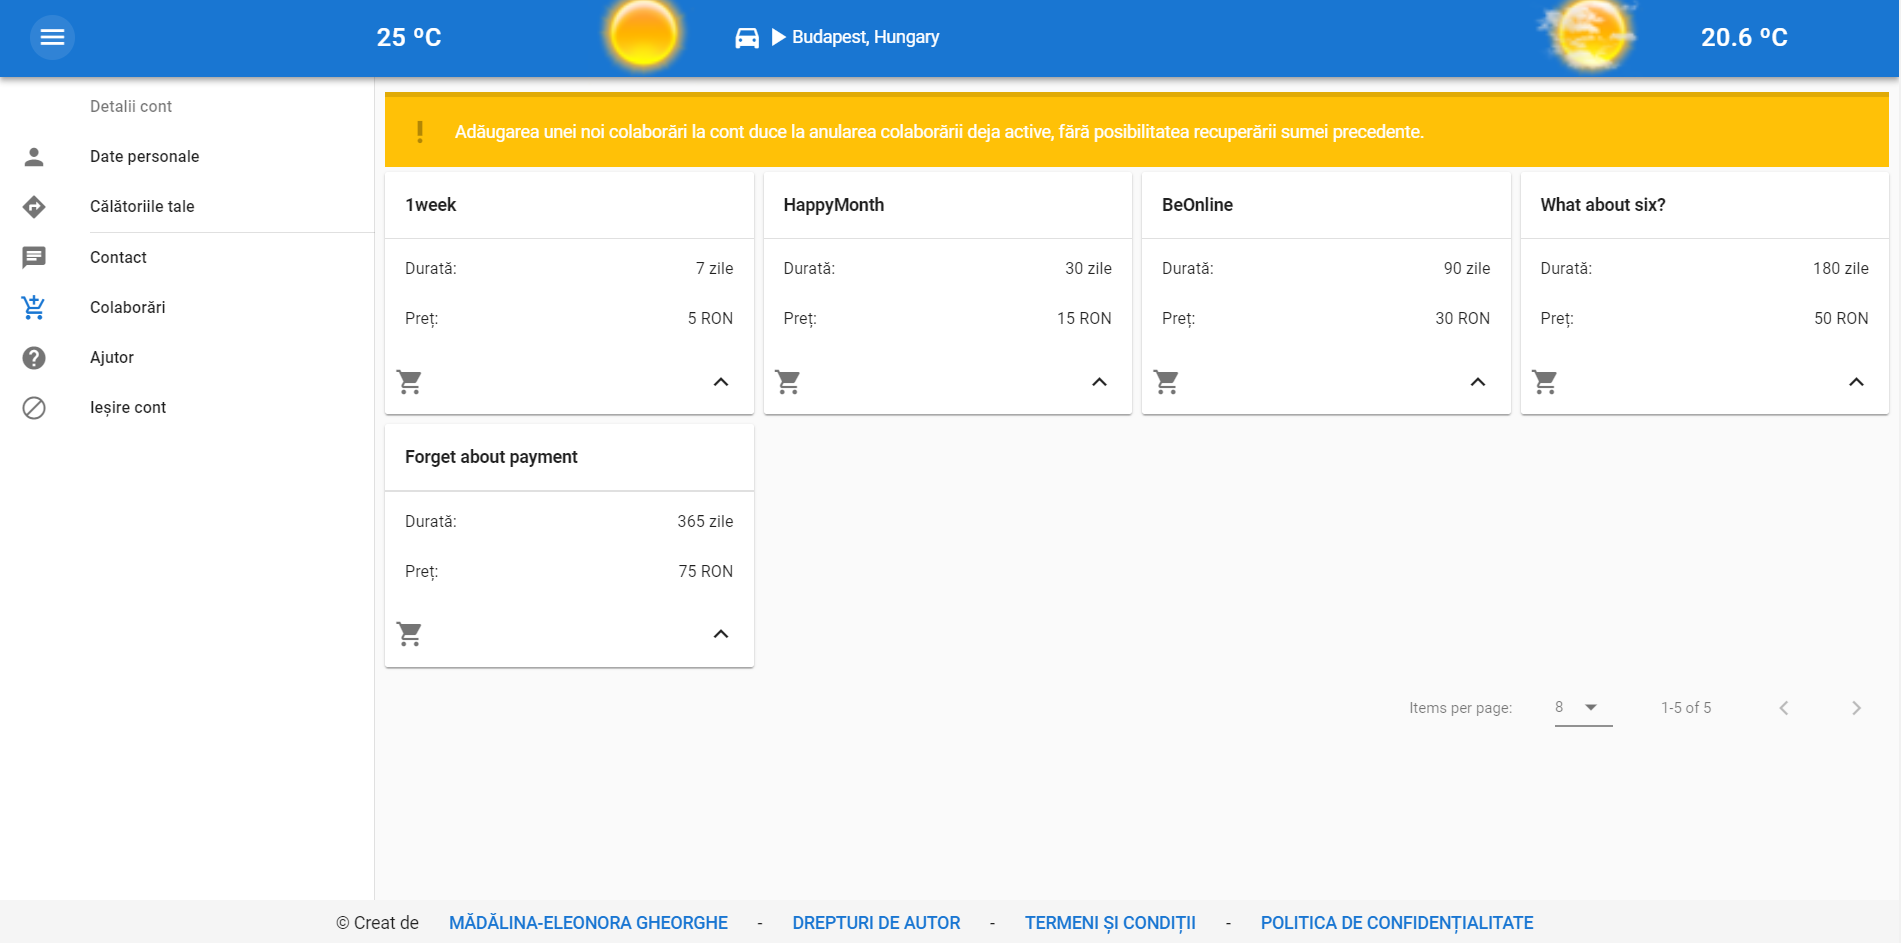 25 ºC
Budapest, Hungary
20.6 ºC
Detalii cont
Date personale
Călătoriile tale
Contact
Colaborări
Ajutor
Ieșire cont
Adăugarea unei noi colaborări la cont duce la anularea colaborării deja active, fără posibilitatea recuperării sumei precedente.
1week
Durată: 7 zile
Preț: 5 RON
HappyMonth
Durată: 30 zile
Preț: 15 RON
BeOnline
Durată: 90 zile
Preț: 30 RON
What about six?
Durată: 180 zile
Preț: 50 RON
Forget about payment
Durată: 365 zile
Preț: 75 RON
Items per page: 8 1-5 of 5
© Creat de MĂDĂLINA-ELEONORA GHEORGHE - DREPTURI DE AUTOR - TERMENI ȘI CONDIȚII - POLITICA DE CONFIDENȚIALITATE